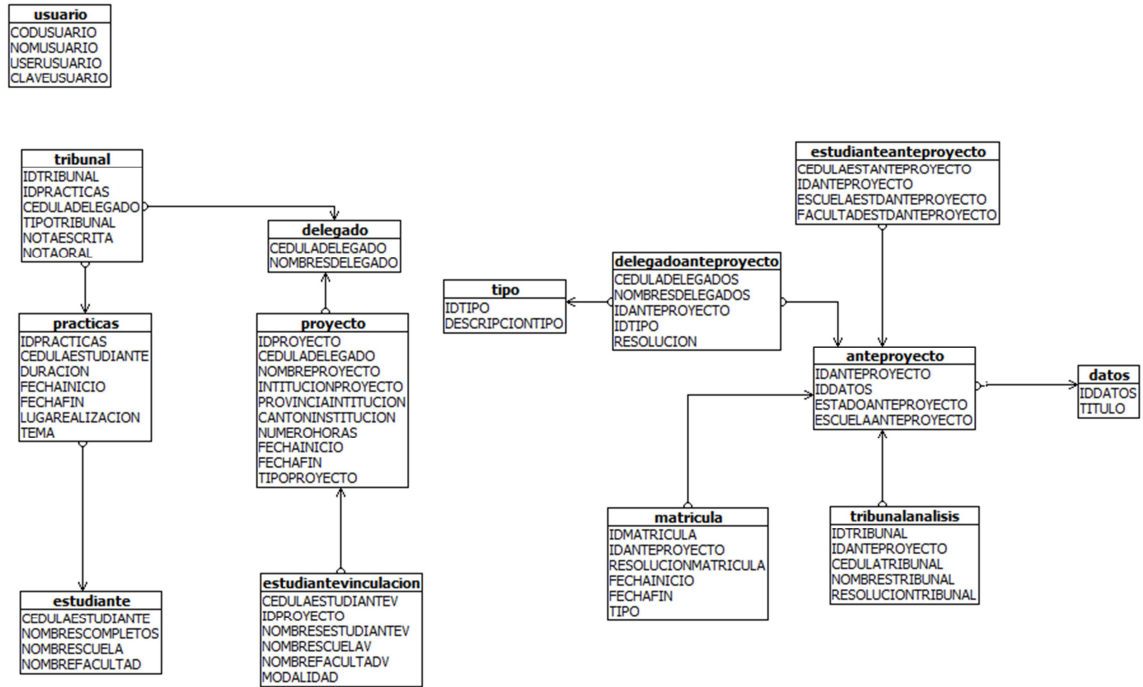 usuario
CODUSUARIO
NOMUSUARIO
USERUSUARIO
CLAVEUSUARIO
tribunal
IDTRIBUNAL
IDPRACTICAS
CEDULADELEGADO
TIPOTRIBUNAL
NOTAESCRITA
NOTAORAL
delegado
CEDULADELEGADO
NOMBRESDELEGADO
estudianteanteproyecto
CEDULAESTANTEPROYECTO
IDANTEPROYECTO
ESCUELAESTDANTEPROYECTO
FACULTADESTDANTEPROYECTO
delegadoanteproyecto
CEDULADELEGADOS
NOMBRESDELEGADOS
IDANTEPROYECTO
IDTIPO
RESOLUCION
tipo
IDTIPO
DESCRIPCIONTIPO
practicas
IDPRACTICAS
CEDULAESTUDIANTE
DURACION
FECHAINICIO
FECHAFIN
LUGAREALIZACION
TEMA
proyecto
IDPROYECTO
CEDULADELEGADO
NOMBREPROYECTO
INTITUCIONPROYECTO
PROVINCIAINTITUCION
CANTONINSTITUCION
NUMEROHORAS
FECHAINICIO
FECHAFIN
TIPOPROYECTO
anteproyecto
IDANTEPROYECTO
IDDATOS
ESTADOANTEPROYECTO
ESCUELAANTEPROYECTO
datos
IDDATOS
TITULO
matricula
IDMATRICULA
IDANTEPROYECTO
RESOLUCIONMATRICULA
FECHAINICIO
FECHAFIN
TIPO
tribunalanalisis
IDTRIBUNAL
IDANTEPROYECTO
CEDULATRIBUNAL
NOMBRESTRIBUNAL
RESOLUCIONTRIBUNAL
estudiante
CEDULAESTUDIANTE
NOMBRESCOMPLETOS
NOMBRESCUELA
NOMBREFACULTAD
estudiantevinculacion
CEDULAESTUDIANTEV
IDPROYECTO
NOMBRESESTUDIANTEV
NOMBRESCUELAV
NOMBREFACULTADV
MODALIDAD